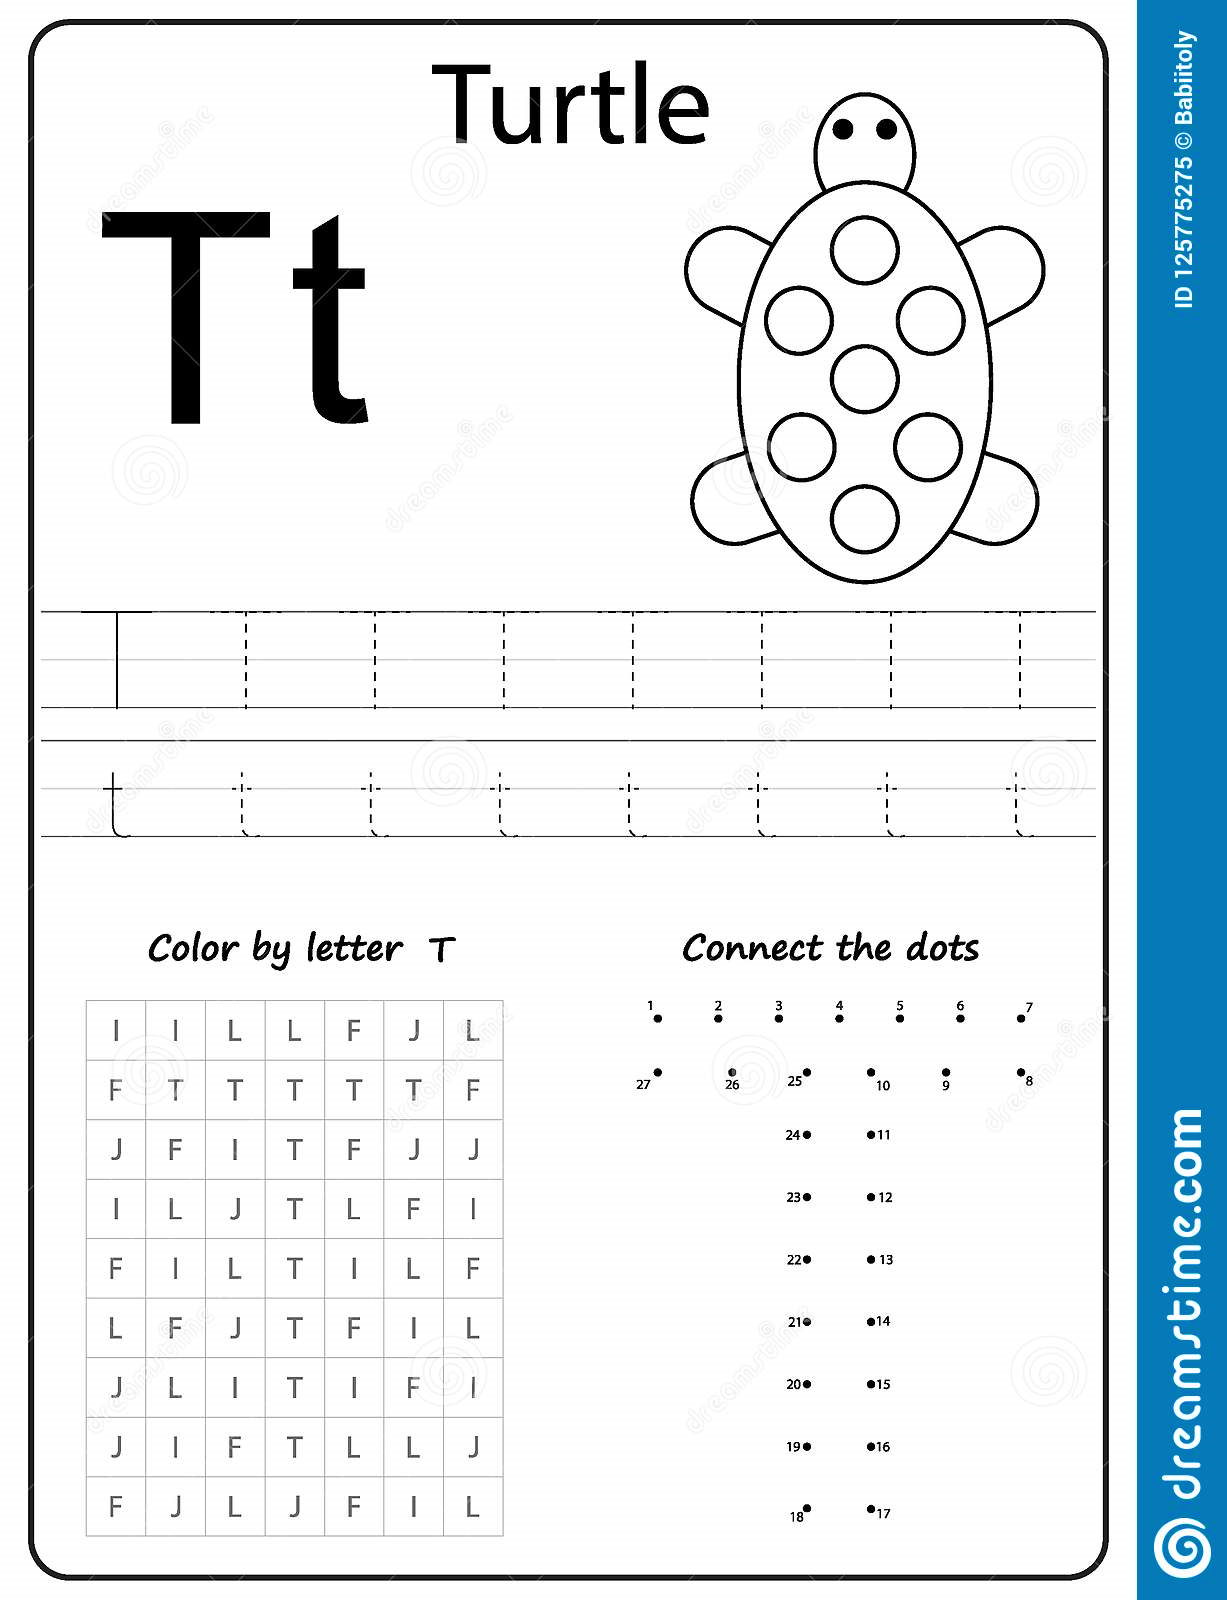 Turtle
T t
T T T T T T T T
t t t t t t t t
Color by letter T
I I L L F J L
F T T T T T F
J F I T F J J
I L J T L F I
F I L T I L F
L F J T F I L
J L I T I F I
J I F T L L J
F J L J F I L
Connect the dots
1 2 3 4 5 6 7
27 26 25 10 9 8
24 11
23 12
22 13
21 14
20 15
19 16
18 17
ID 125775275 © Babiitoly
dreamstime.com
dreamstime